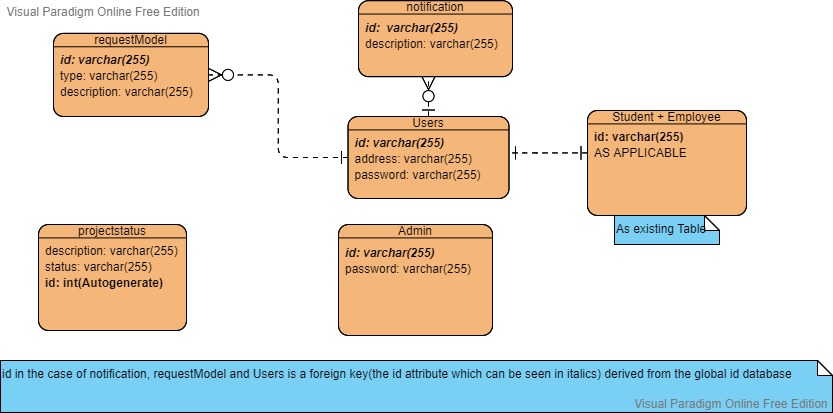 Visual Paradigm Online Free Edition
notification
id:  varchar(255)
description: varchar(255)
requestModel
id: varchar(255)
type: varchar(255)
description: varchar(255)
Users
id: varchar(255)
address: varchar(255)
password: varchar(255)
Student + Employee
id: varchar(255)
AS APPLICABLE
As existing Table
projectstatus
description: varchar(255)
status: varchar(255)
id: int(Autogenerate)
Admin
id: varchar(255)
password: varchar(255)
id in the case of notification, requestModel and Users is a foreign key(the id attribute which can be seen in italics) derived from the global id database
Visual Paradigm Online Free Edition